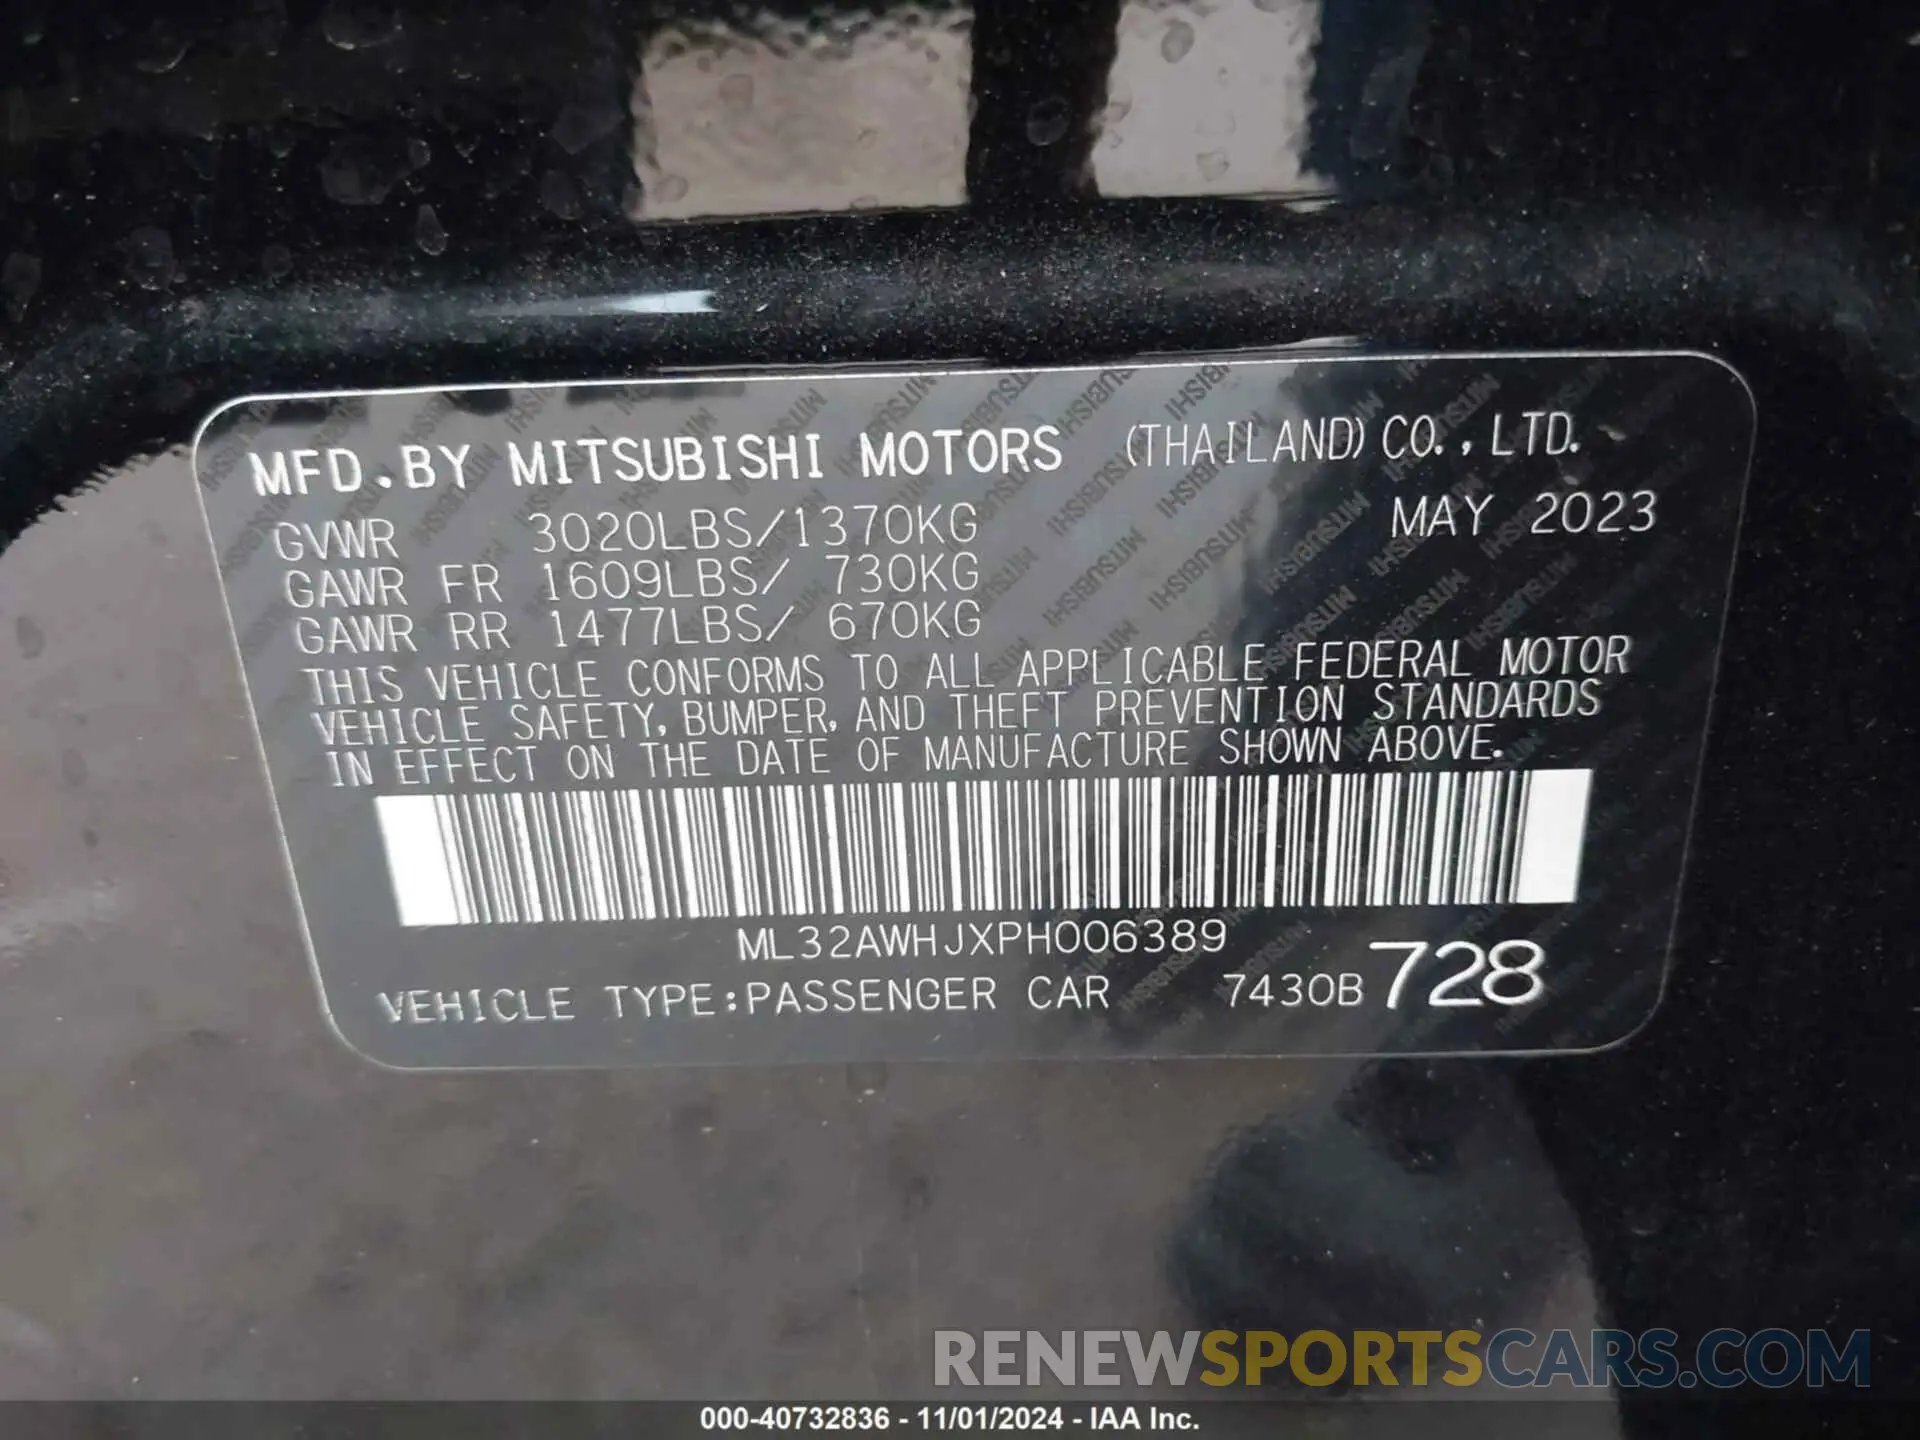 MFD.BY MITSUBISHI MOTORS (THAILAND) CO.,LTD.
GVWR 3020LBS/1370KG MAY 2023
GAWR FR 1609LBS/ 730KG
GAWR RR 1477LBS/ 670KG
THIS VEHICLE CONFORMS TO ALL APPLICABLE FEDERAL MOTOR
VEHICLE SAFETY, BUMPER, AND THEFT PREVENTION STANDARDS
IN EFFECT ON THE DATE OF MANUFACTURE SHOWN ABOVE.
ML32AWHJXPH006389
VEHICLE TYPE:PASSENGER CAR 7430B 728
RENEWSPORTSCARS.COM
000-40732836 - 11/01/2024 - IAA Inc.